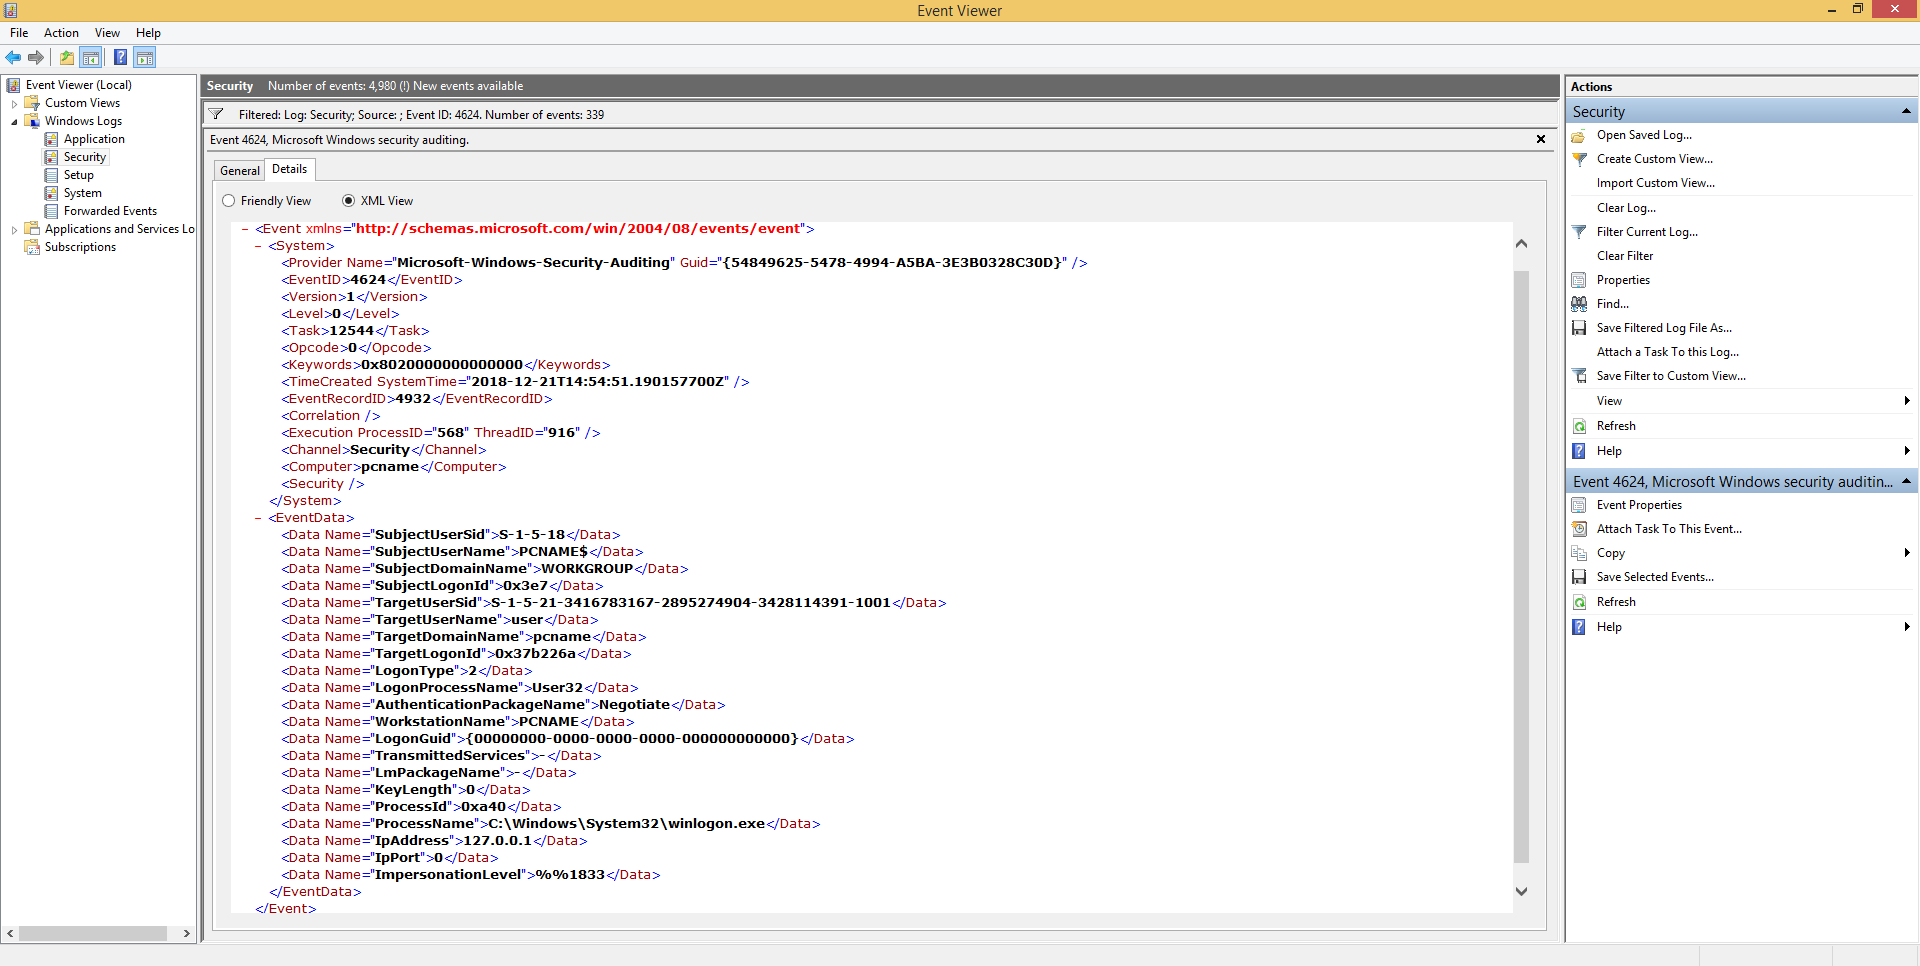 Event Viewer
File Action View Help
Event Viewer (Local)
Custom Views
Windows Logs
Application
Security
Setup
System
Forwarded Events
Applications and Services Lo
Subscriptions
Security Number of events: 4,980 (!) New events available
Filtered: Log: Security; Source: ; Event ID: 4624. Number of events: 339
Event 4624, Microsoft Windows security auditing.
General Details
Friendly View XML View
- <Event xmlns="http://schemas.microsoft.com/win/2004/08/events/event">
- <System>
<Provider Name="Microsoft-Windows-Security-Auditing" Guid="{54849625-5478-4994-A5BA-3E3B0328C30D}" />
<EventID>4624</EventID>
<Version>1</Version>
<Level>0</Level>
<Task>12544</Task>
<Opcode>0</Opcode>
<Keywords>0x8020000000000000</Keywords>
<TimeCreated SystemTime="2018-12-21T14:54:51.190157700Z" />
<EventRecordID>4932</EventRecordID>
<Correlation />
<Execution ProcessID="568" ThreadID="916" />
<Channel>Security</Channel>
<Computer>pcname</Computer>
<Security />
</System>
- <EventData>
<Data Name="SubjectUserSid">S-1-5-18</Data>
<Data Name="SubjectUserName">PCNAME$</Data>
<Data Name="SubjectDomainName">WORKGROUP</Data>
<Data Name="SubjectLogonId">0x3e7</Data>
<Data Name="TargetUserSid">S-1-5-21-3416783167-2895274904-3428114391-1001</Data>
<Data Name="TargetUserName">user</Data>
<Data Name="TargetDomainName">pcname</Data>
<Data Name="TargetLogonId">0x37b226a</Data>
<Data Name="LogonType">2</Data>
<Data Name="LogonProcessName">User32</Data>
<Data Name="AuthenticationPackageName">Negotiate</Data>
<Data Name="WorkstationName">PCNAME</Data>
<Data Name="LogonGuid">{00000000-0000-0000-0000-000000000000}</Data>
<Data Name="TransmittedServices">-</Data>
<Data Name="LmPackageName">-</Data>
<Data Name="KeyLength">0</Data>
<Data Name="ProcessId">0xa40</Data>
<Data Name="ProcessName">C:\Windows\System32\winlogon.exe</Data>
<Data Name="IpAddress">127.0.0.1</Data>
<Data Name="IpPort">0</Data>
<Data Name="ImpersonationLevel">%%1833</Data>
</EventData>
</Event>
Actions
Security
Open Saved Log...
Create Custom View...
Import Custom View...
Clear Log...
Filter Current Log...
Clear Filter
Properties
Find...
Save Filtered Log File As...
Attach a Task To this Log...
Save Filter to Custom View...
View
Refresh
Help
Event 4624, Microsoft Windows security auditin...
Event Properties
Attach Task To This Event...
Copy
Save Selected Events...
Refresh
Help